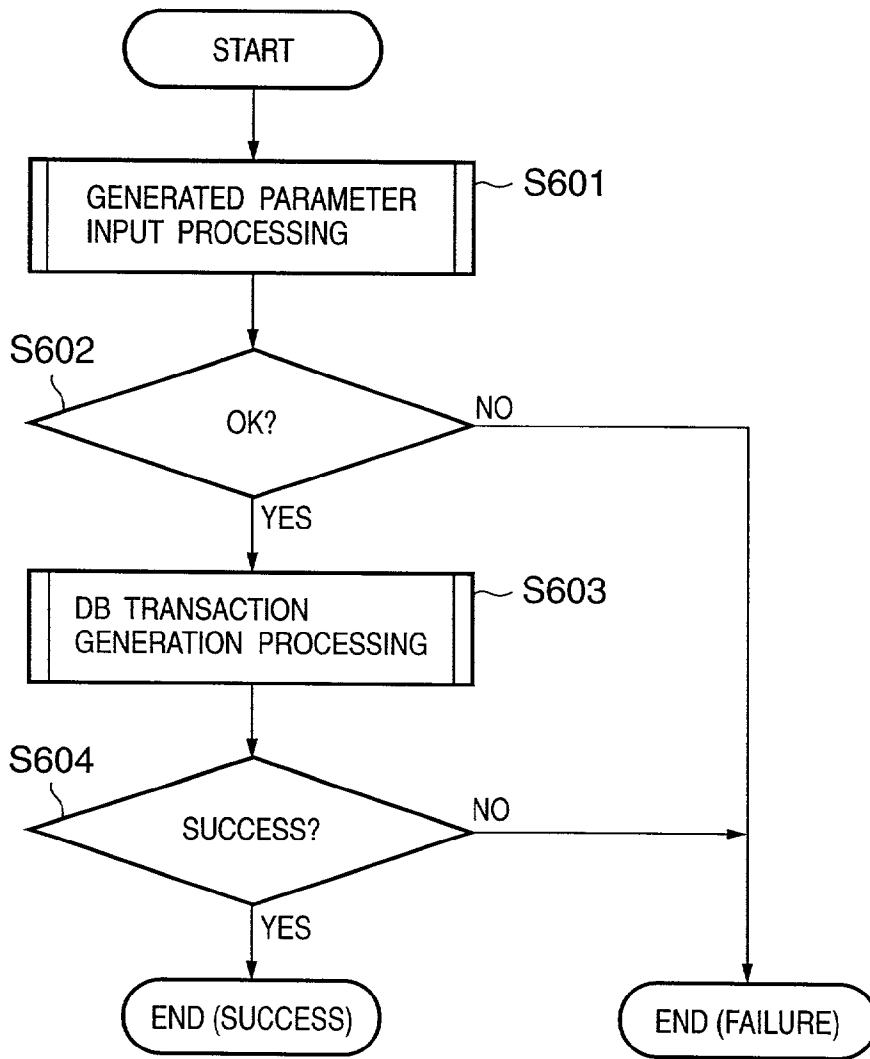 START
GENERATED PARAMETER
INPUT PROCESSING
S601
S602
OK?
NO
YES
DB TRANSACTION
GENERATION PROCESSING
S603
S604
SUCCESS?
NO
YES
END (SUCCESS)
END (FAILURE)